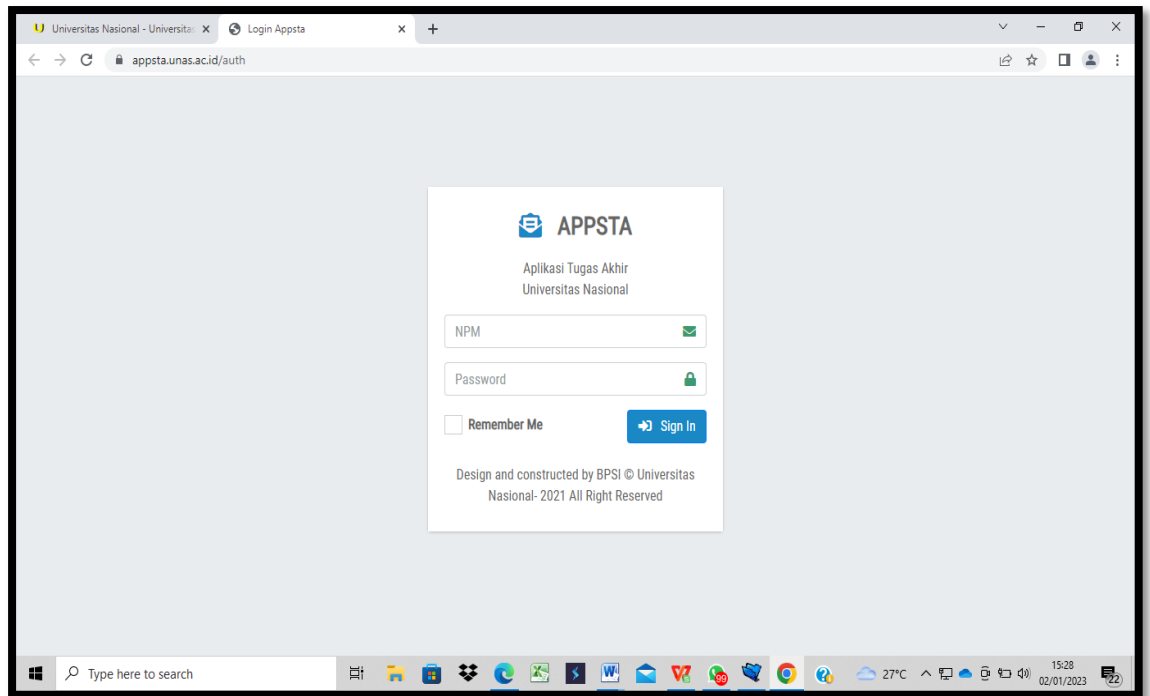 Universitas Nasional - Universitas
Login Appsta
appsta.unas.ac.id/auth
APPSTA
Aplikasi Tugas Akhir
Universitas Nasional
NPM
Password
Remember Me
Sign In
Design and constructed by BPSI © Universitas
Nasional- 2021 All Right Reserved
Type here to search
99
27°C
15:28
02/01/2023
22